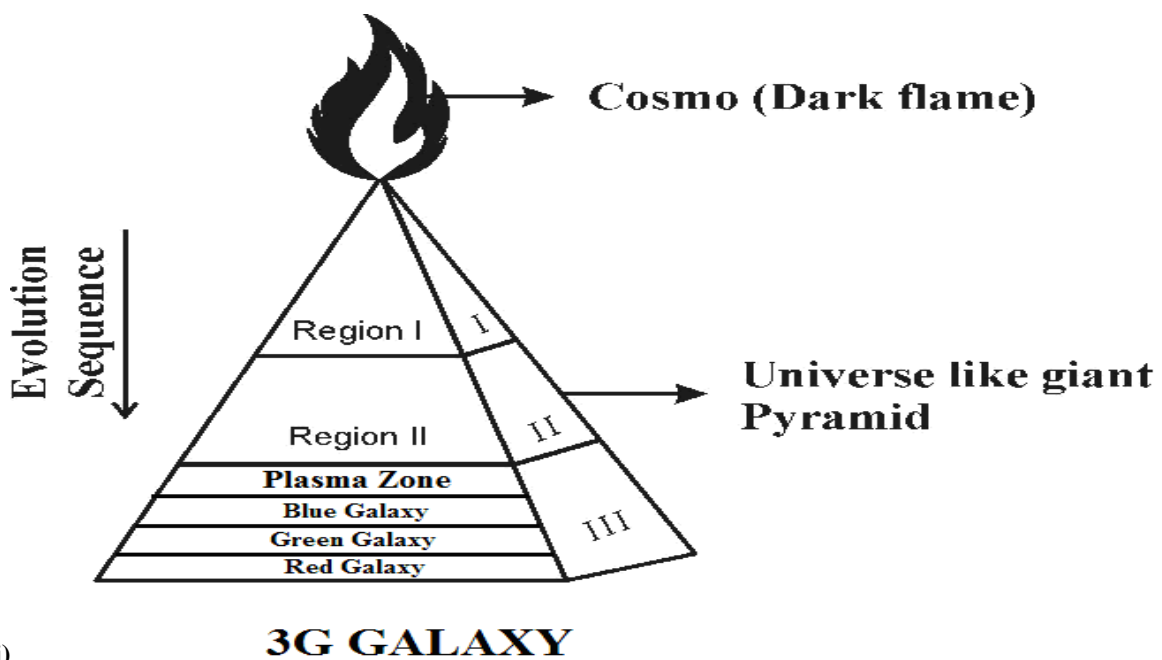 Cosmo (Dark flame)
Evolution
Sequence
Region I
I
Universe like giant
Pyramid
Region II
II
Plasma Zone
Blue Galaxy
III
Green Galaxy
Red Galaxy
3G GALAXY